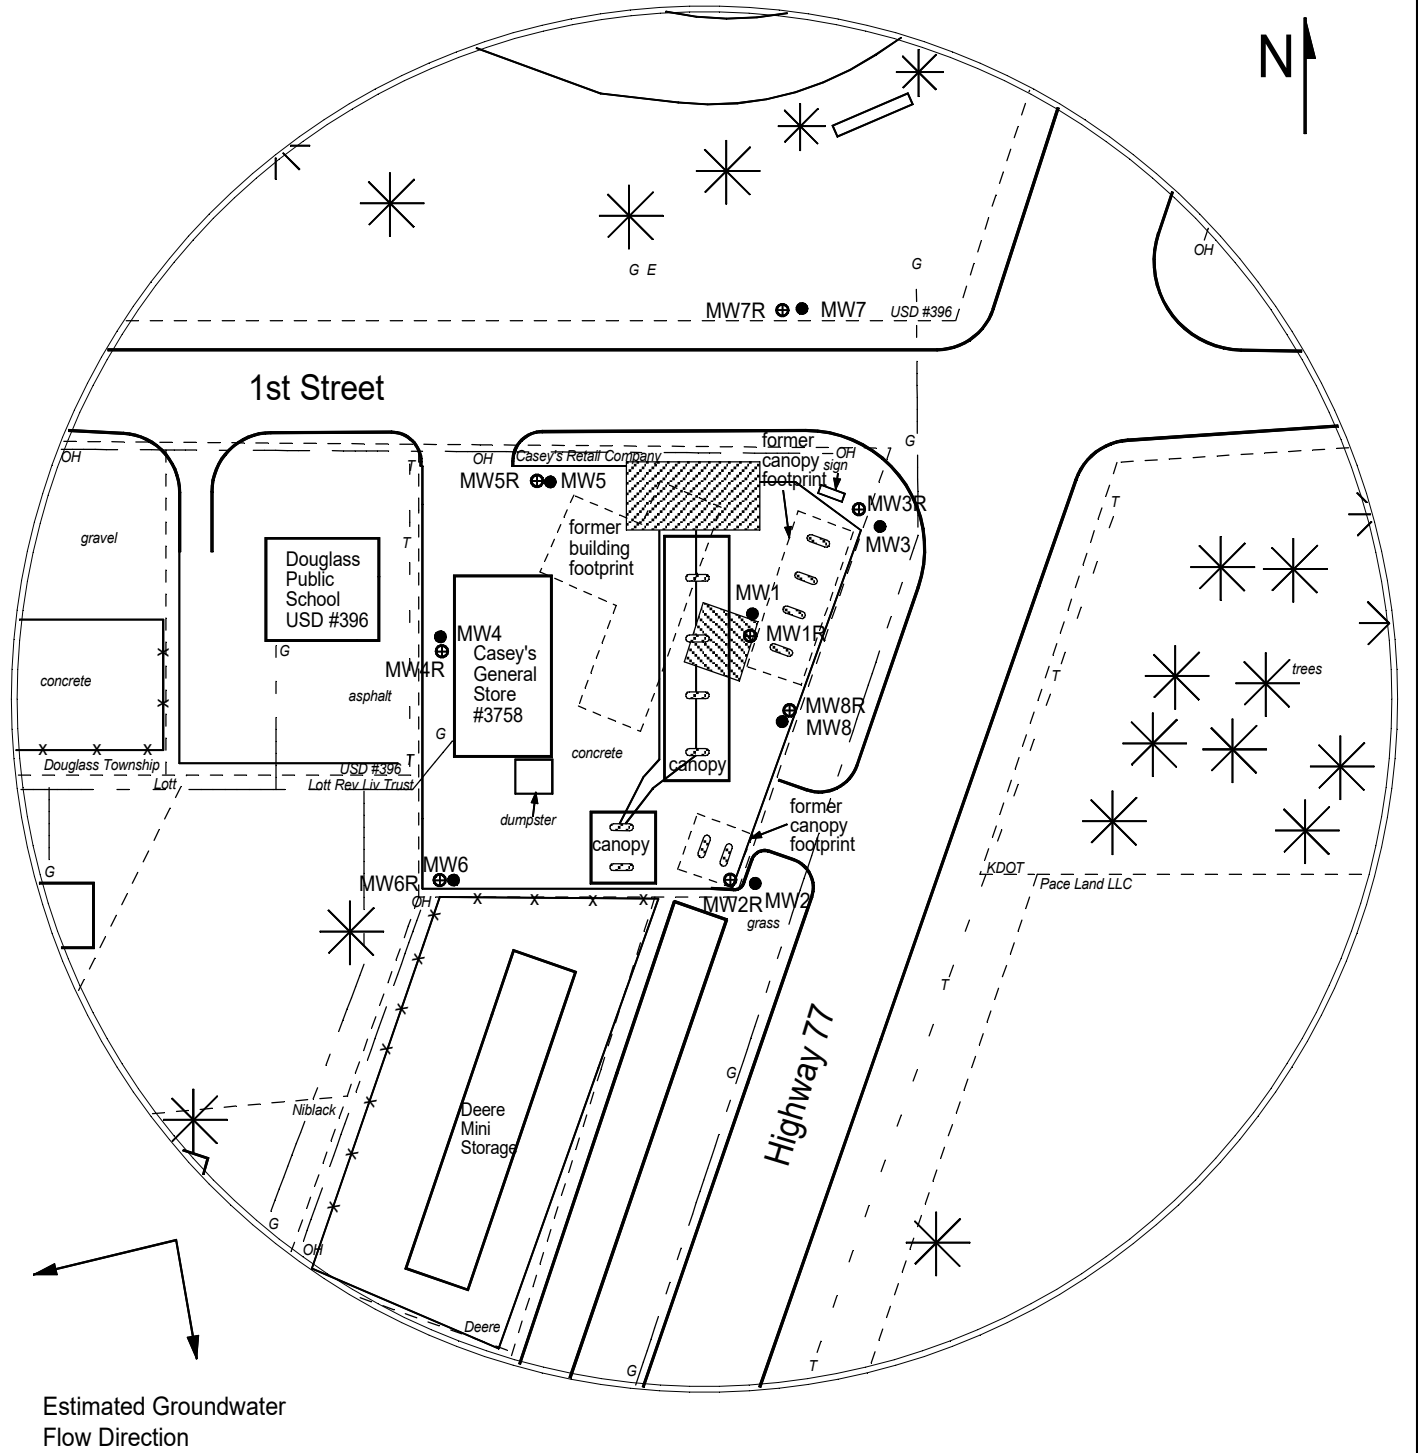 N
OH
G
G E
MW7R
MW7
USD #396
1st Street
G
former
canopy
footprint
OH
OH
Casey's Retail Company
OH
sign
T
MW5R
MW5
MW3R
T
MW3
gravel
former
building
footprint
T
Douglass
Public
School
USD #396
MW1
MW4
MW1R
G
MW4R
Casey's
General
Store
#3758
trees
T
concrete
asphalt
MW8R
MW8
G
concrete
X
X
X X X
Douglass Township
USD #396
T
canopy
Lott
Lott Rev Liv Trust
dumpster
former
canopy
footprint
canopy
G
MW6
MW6R
KDOT
Pace Land LLC
OH
X X X X
MW2R
MW2
grass
X
X
X
X
X
X
X
T
Highway 77
G
Niblack
Deere
Mini
Storage
G
OH
Deere
T
G
Estimated Groundwater
Flow Direction